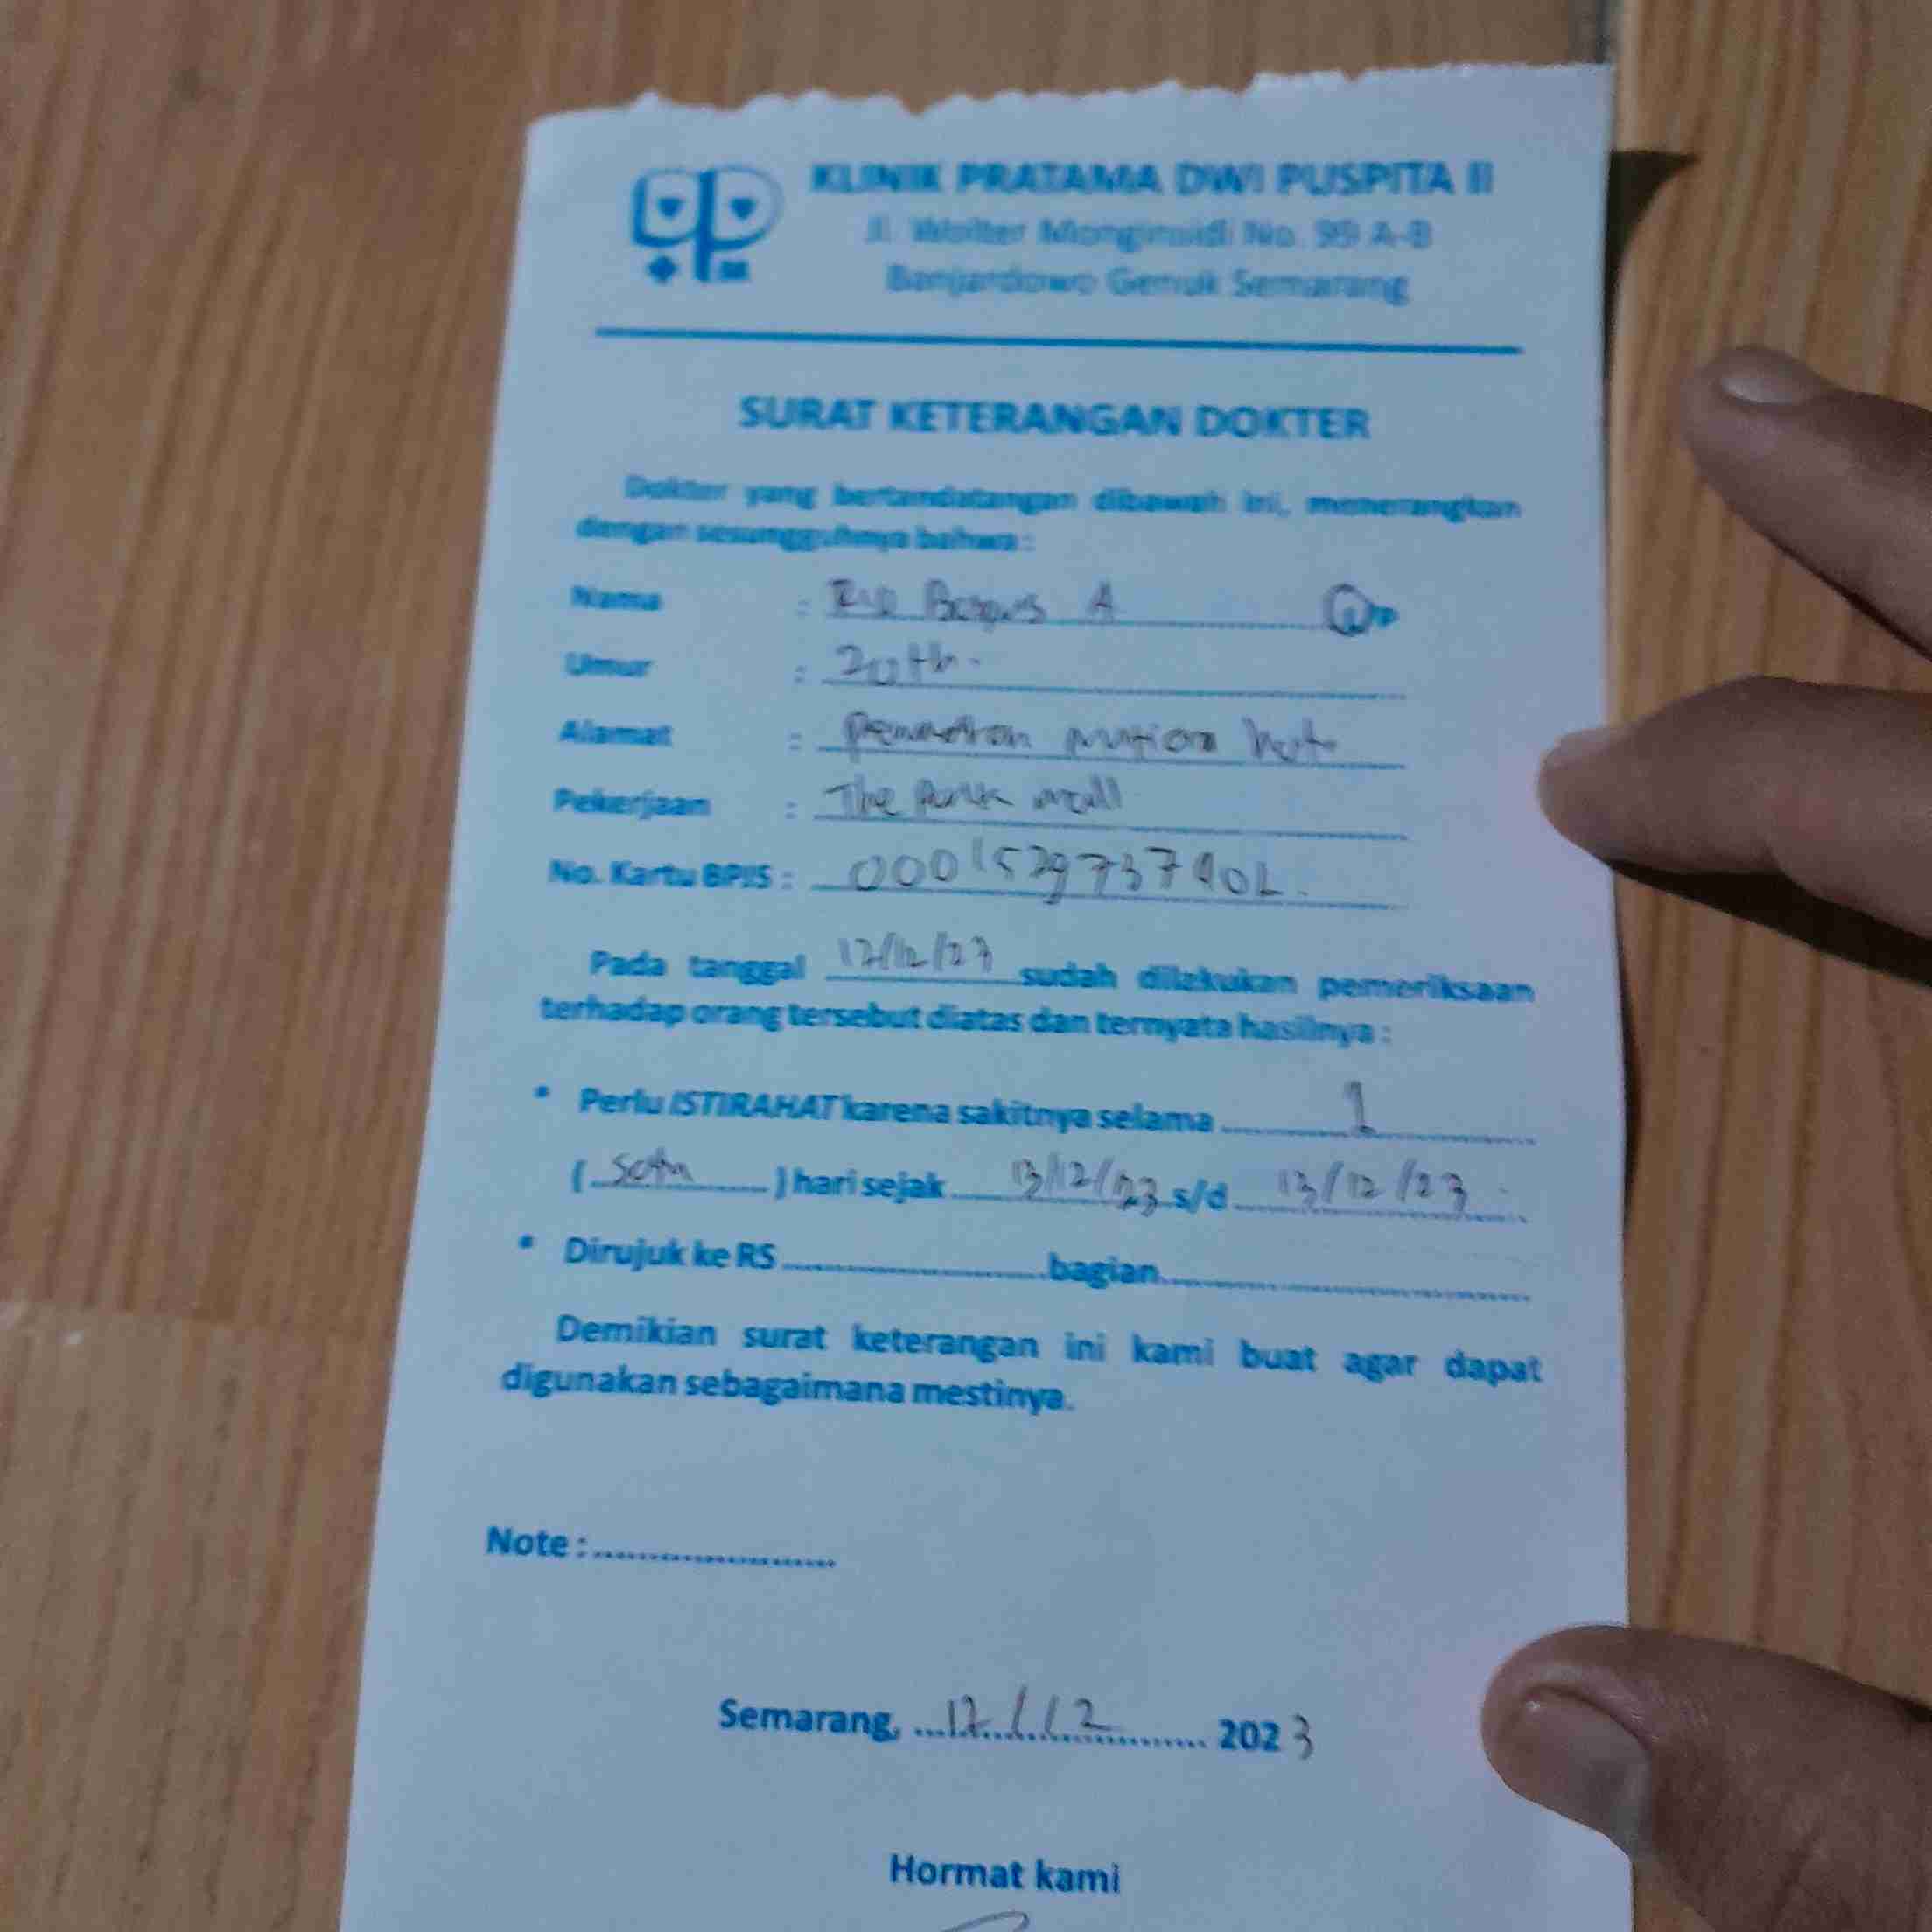 KLINIK PRATAMA DWI PUSPITA II
Jl. Wolter Monginsidi No. 99 A-B
Banjardowo Genuk Semarang
SURAT KETERANGAN DOKTER
Dokter yang bertandatangan dibawah ini, menerangkan
dengan sesungguhnya bahwa :
Nama : Bagus A L/P
Umur : 20 th.
Alamat :
Pekerjaan : The Park mall
No. Kartu BPJS :
Pada tanggal 12/12/23 sudah dilakukan pemeriksaan
terhadap orang tersebut diatas dan ternyata hasilnya :
• Perlu ISTIRAHAT karena sakitnya selama 1
( satu ) hari sejak 13/12/23 s/d 13/12/23
• Dirujuk ke RS bagian
Demikian surat keterangan ini kami buat agar dapat
digunakan sebagaimana mestinya.
Note :
Semarang, 12/12 2023
Hormat kami